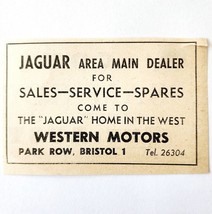 JAGUAR AREA MAIN DEALER
FOR
SALES—SERVICE—SPARES
COME TO
THE "JAGUAR" HOME IN THE WEST
WESTERN MOTORS
PARK ROW, BRISTOL 1 Tel. 26304